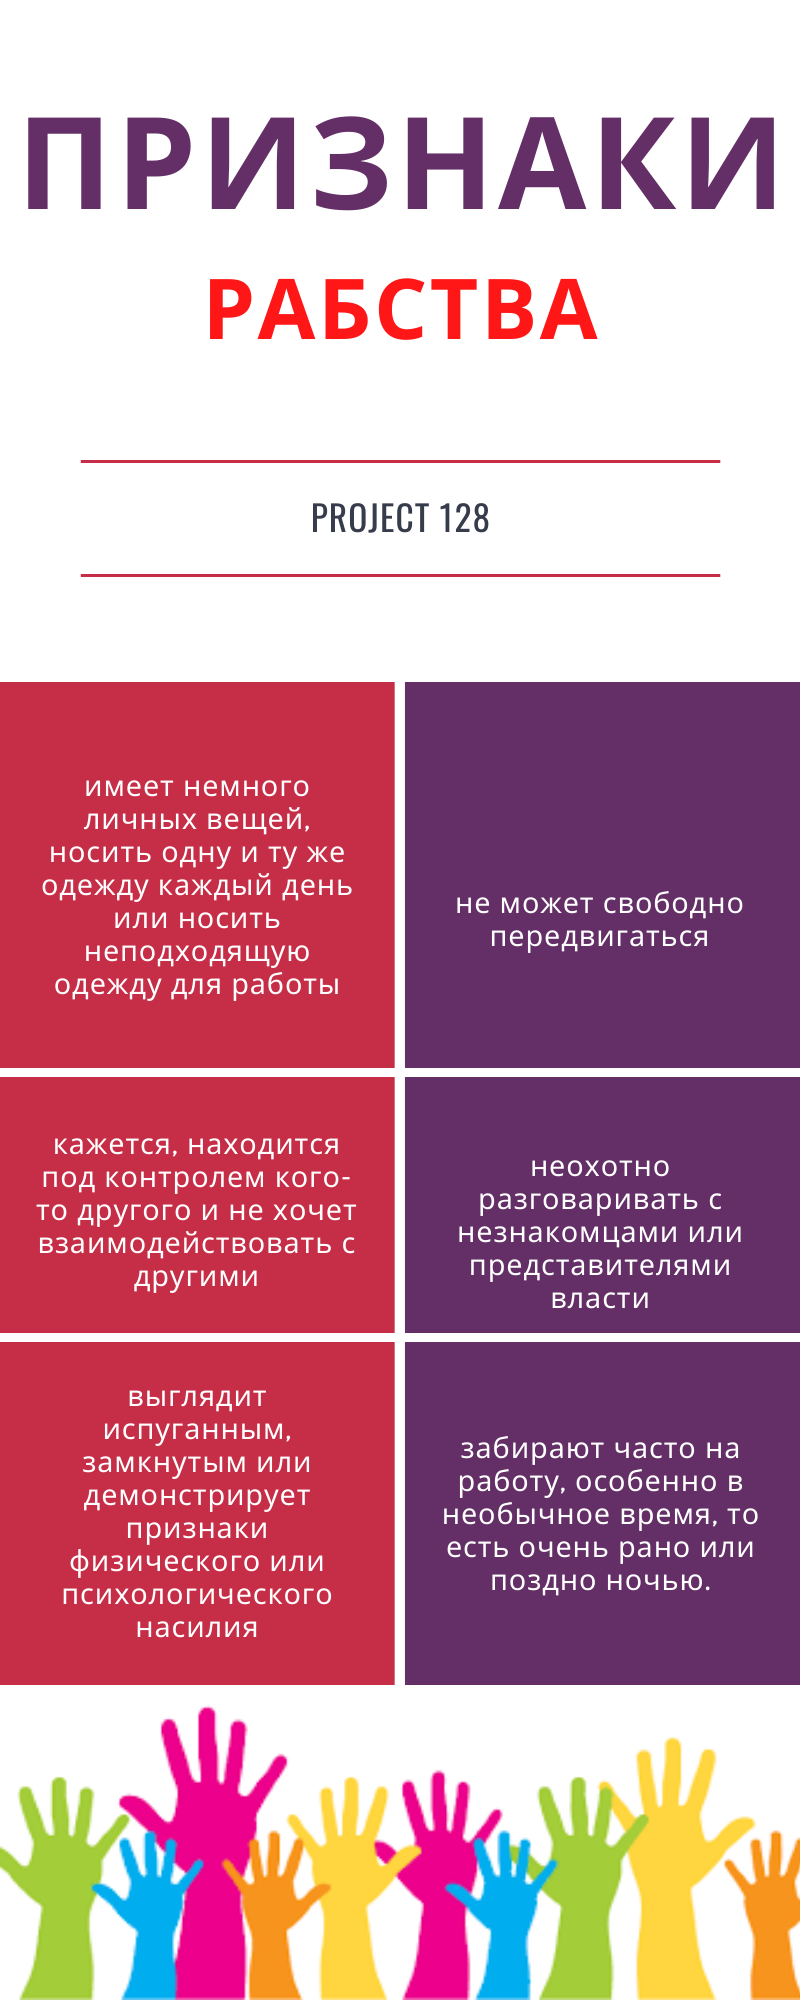 ПРИЗНАКИ
РАБСТВА
PROJECT 128
имеет немного
личных вещей,
носить одну и ту же
одежду каждый день
или носить
неподходящую
одежду для работы
не может свободно
передвигаться
кажется, находится
под контролем кого-
то другого и не хочет
взаимодействовать с
другими
неохотно
разговаривать с
незнакомцами или
представителями
власти
выглядит
испуганным,
замкнутым или
демонстрирует
признаки
физического или
психологического
насилия
забирают часто на
работу, особенно в
необычное время, то
есть очень рано или
поздно ночью.